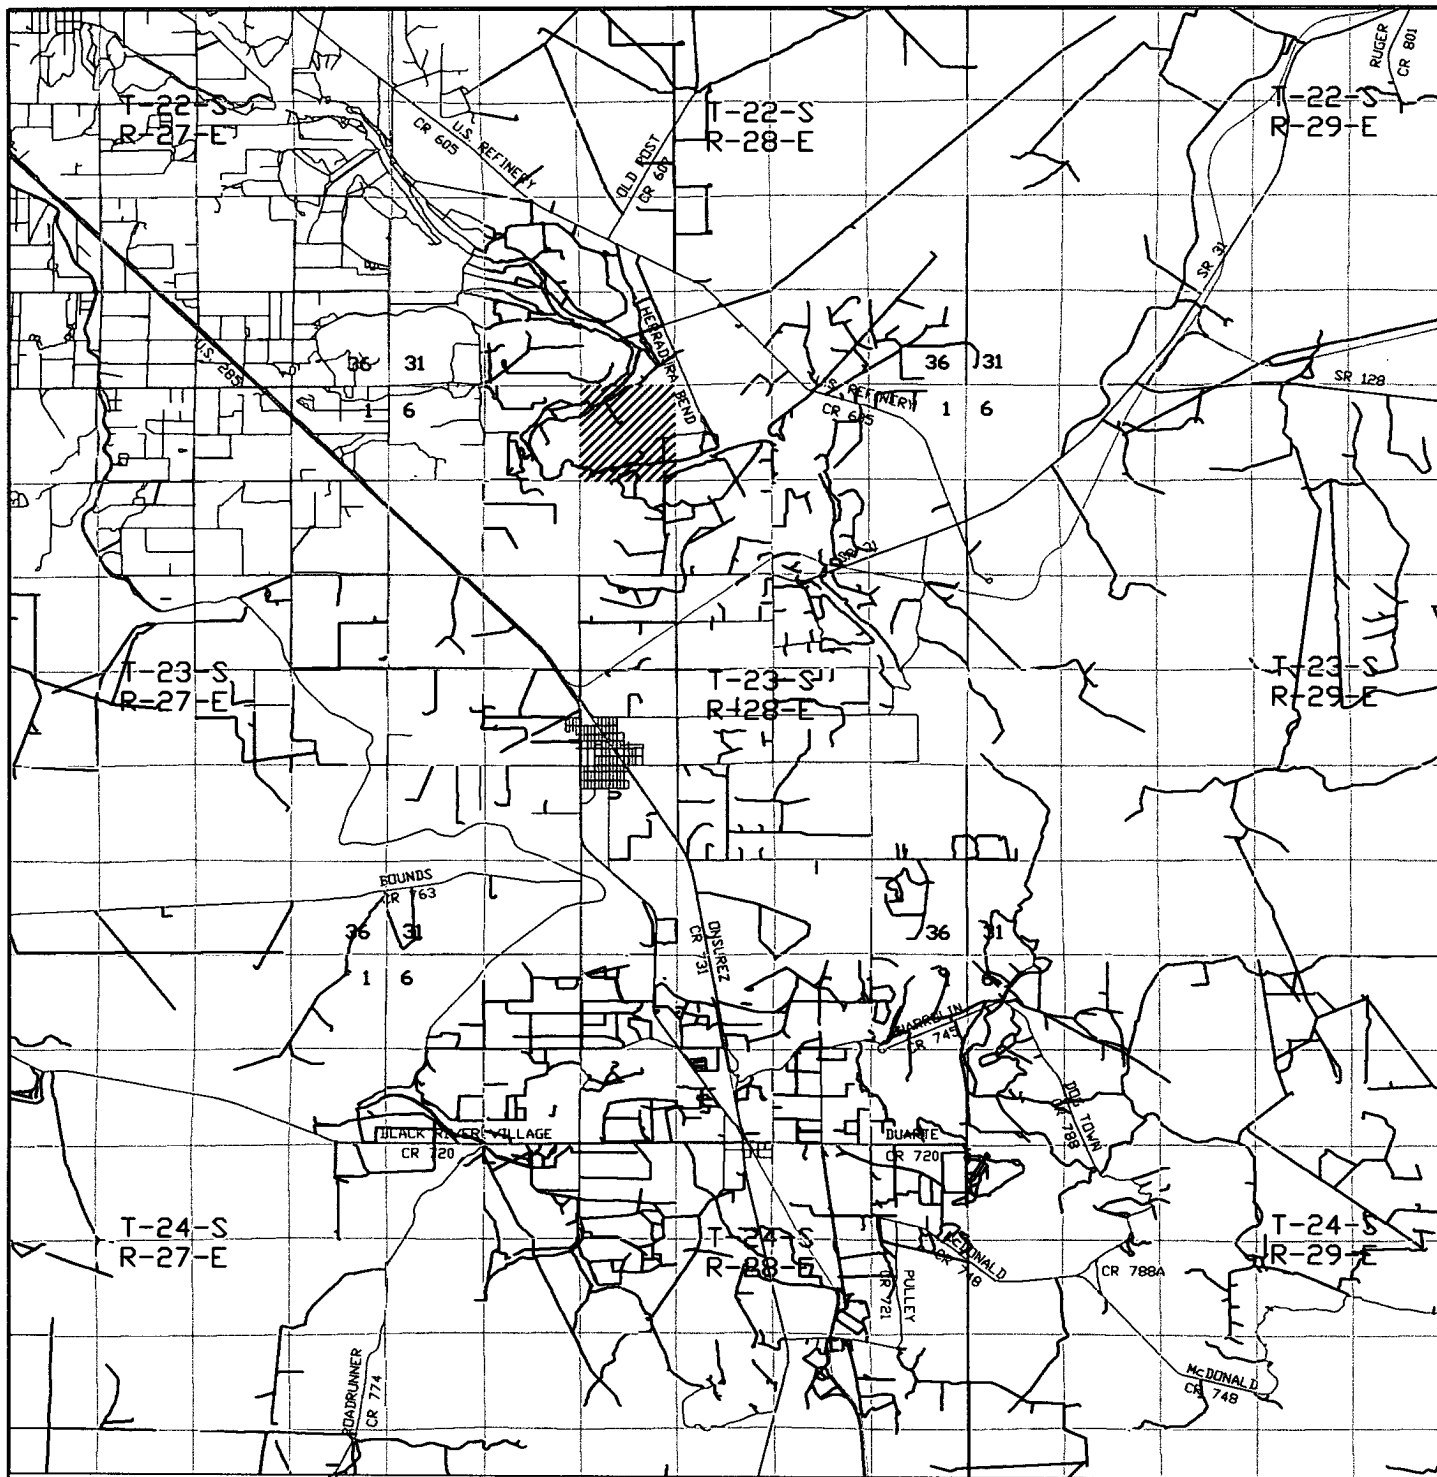 RUGER
CR 801
T-22-S
R-27-E
T-22-S
R-28-E
T-22-S
R-29-E
U.S. REFINERY
CR 605
OLD POST
CR 607
SR 31
HERRADURA BEND
U.S. 285
36 31
1 6
36 31
1 6
U.S. REFINERY
CR 605
SR 128
T-23-S
R-27-E
T-23-S
R-28-E
T-23-S
R-29-E
BOUNDS
CR 763
36 31
1 6
ONSUREZ
CR 731
36 31
1 6
CR 745
DOG TOWN
CR 788
BLACK RIVER VILLAGE
CR 720
DUARTE
CR 720
T-24-S
R-27-E
T-24-S
R-28-E
T-24-S
R-29-E
McDONALD
CR 748
CR 788A
PULLEY
CR 721
ROADRUNNER
CR 774
McDONALD
CR 748